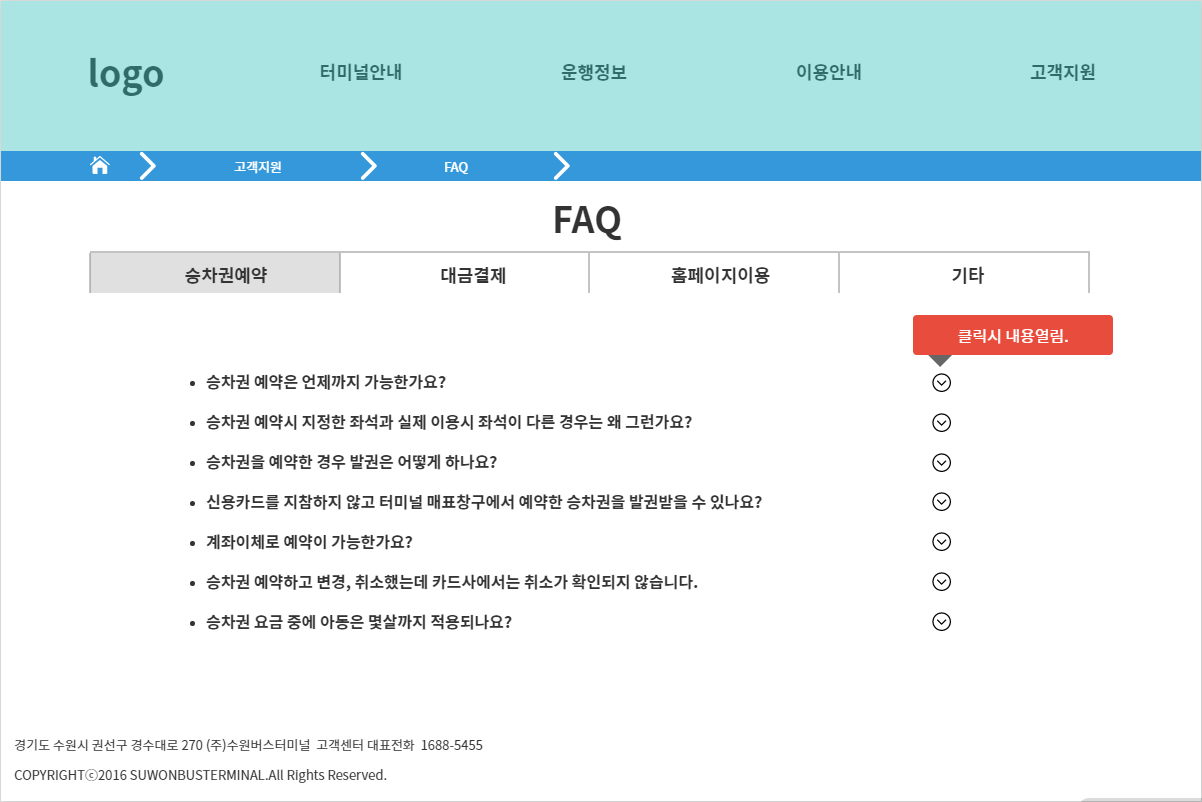 logo 터미널안내 운행정보 이용안내 고객지원
고객지원 FAQ
FAQ
승차권예약 대금결제 홈페이지이용 기타
클릭시 내용열림.
• 승차권 예약은 언제까지 가능한가요?
• 승차권 예약시 지정한 좌석과 실제 이용시 좌석이 다른 경우는 왜 그런가요?
• 승차권을 예약한 경우 발권은 어떻게 하나요?
• 신용카드를 지참하지 않고 터미널 매표창구에서 예약한 승차권을 발권받을 수 있나요?
• 계좌이체로 예약이 가능한가요?
• 승차권 예약하고 변경, 취소했는데 카드사에서는 취소가 확인되지 않습니다.
• 승차권 요금 중에 아동은 몇살까지 적용되나요?
경기도 수원시 권선구 경수대로 270 (주)수원버스터미널 고객센터 대표전화 1688-5455
COPYRIGHTⓒ2016 SUWONBUSTERMINAL.All Rights Reserved.